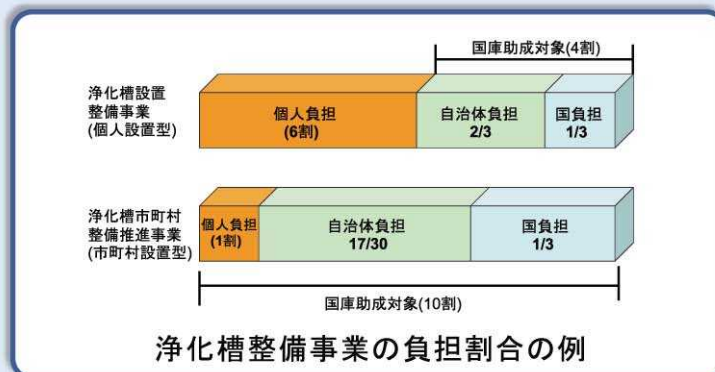 国庫助成対象(4割)
浄化槽設置
整備事業
(個人設置型)
個人負担
(6割)
自治体負担
2/3
国負担
1/3
浄化槽市町村
整備推進事業
(市町村設置型)
個人負担
(1割)
自治体負担
17/30
国負担
1/3
国庫助成対象(10割)
浄化槽整備事業の負担割合の例